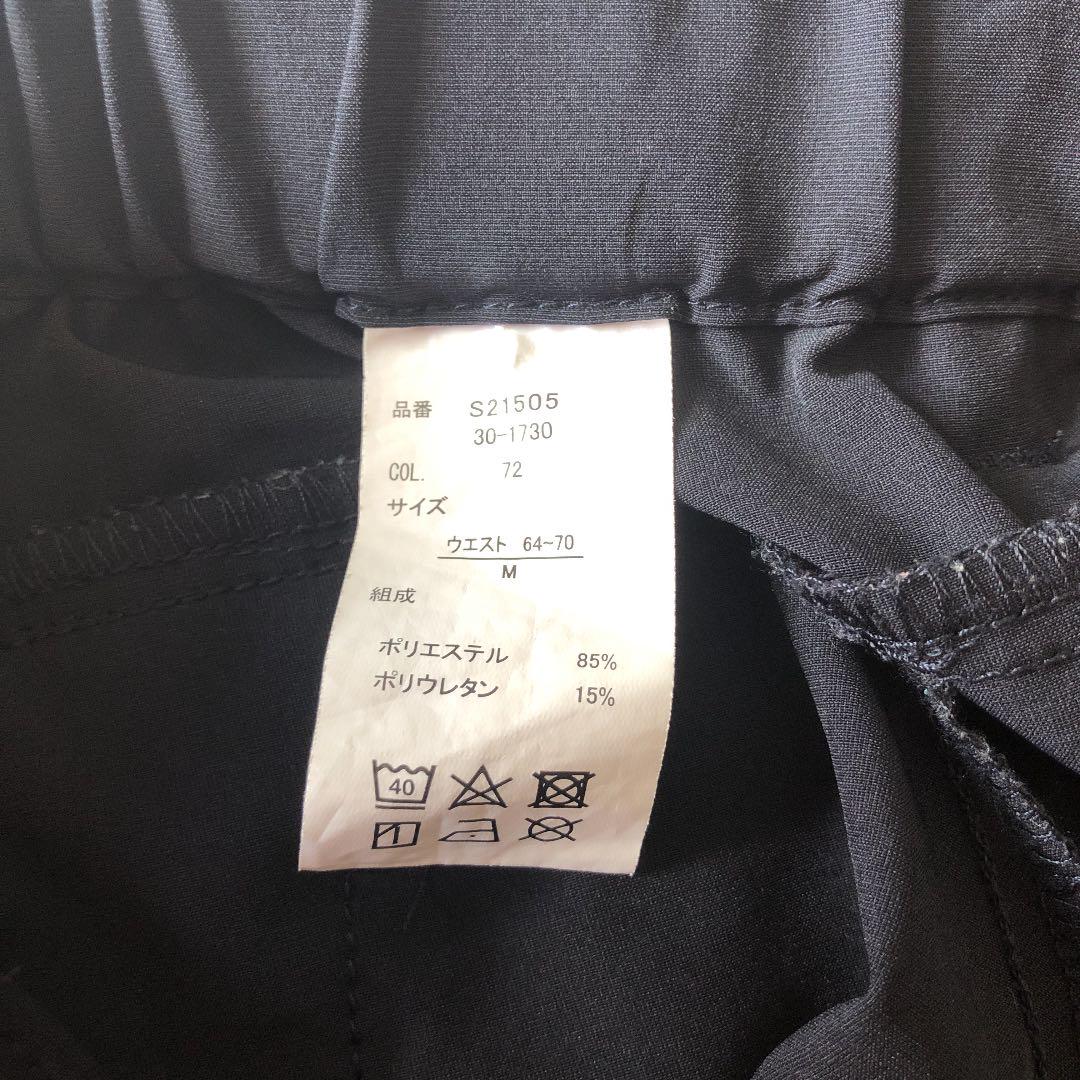 品番 S21505
30-1730
COL. 72
サイズ
ウエスト 64~70
M
組成
ポリエステル 85%
ポリウレタン 15%
40